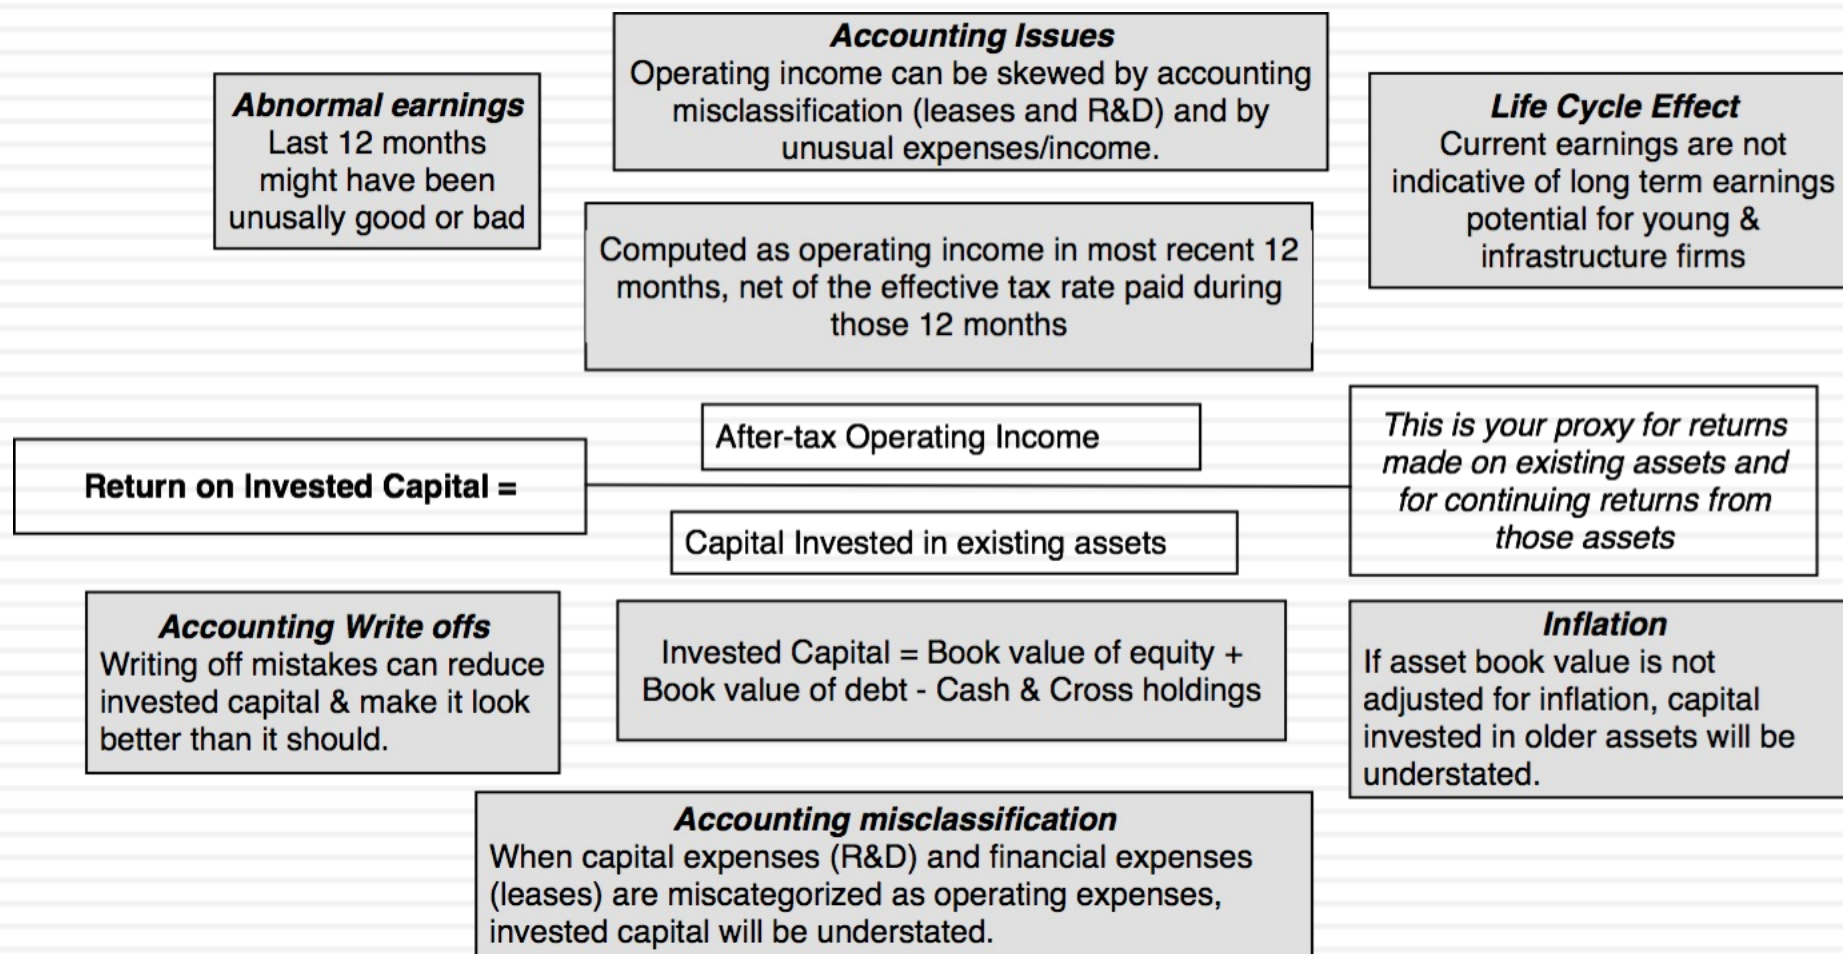 Accounting Issues
Operating income can be skewed by accounting
misclassification (leases and R&D) and by
unusual expenses/income.
Abnormal earnings
Last 12 months
might have been
unusally good or bad
Life Cycle Effect
Current earnings are not
indicative of long term earnings
potential for young &
infrastructure firms
Computed as operating income in most recent 12
months, net of the effective tax rate paid during
those 12 months
Return on Invested Capital =
After-tax Operating Income
Capital Invested in existing assets
This is your proxy for returns
made on existing assets and
for continuing returns from
those assets
Accounting Write offs
Writing off mistakes can reduce
invested capital & make it look
better than it should.
Invested Capital = Book value of equity +
Book value of debt - Cash & Cross holdings
Inflation
If asset book value is not
adjusted for inflation, capital
invested in older assets will be
understated.
Accounting misclassification
When capital expenses (R&D) and financial expenses
(leases) are miscategorized as operating expenses,
invested capital will be understated.